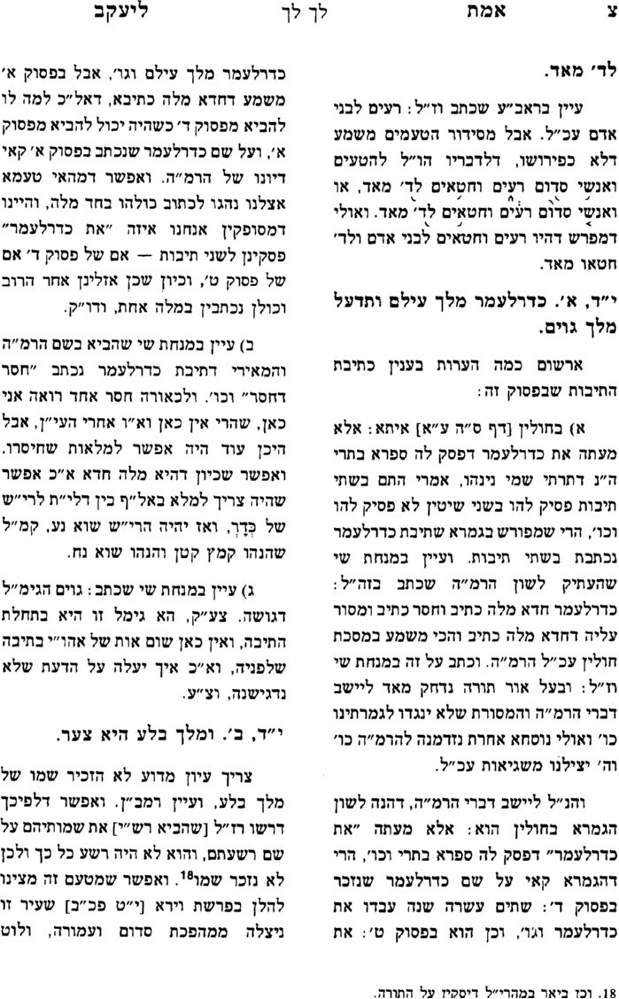 צ אמת לך לך ליעקב
לד׳ מאד.
עיין בראב״ע שכתב וז״ל: רעים לבני
אדם עכ״ל. אבל מסידור הטעמים משמע
דלא כפירושו, דלדבריו הו״ל להטעים
ואנשי סדום רעים וחטאים לד׳ מאד, או
ואנשי סדום רעים וחטאים לד׳ מאד. ואולי
דמפרש דהיו רעים וחטאים לבני אדם ולד׳
חטאו מאד.
י״ד, א׳. כדרלעמר מלך עילם ותדעל
מלך גוים.
ארשום כמה הערות בענין כתיבת
התיבות שבפסוק זה:
א) בחולין [דף ס״ה ע״א] איתא: אלא
מעתה את כדרלעמר דפסק לה ספרא בתרי
ה״נ דתרתי שמי נינהו, אמרי התם בשתי
תיבות פסיק להו בשני שיטין לא פסיק להו
וכו׳, הרי שמפורש בגמרא שתיבת כדרלעמר
נכתבת בשתי תיבות. ועיין במנחת שי
שהעתיק לשון הרמ״ה שכתב בזה״ל:
כדרלעמר חדא מלה כתיב וחסר כתיב ומסור
עליה דחדא מלה כתיב והכי משמע במסכת
חולין עכ״ל הרמ״ה. וכתב על זה במנחת שי
וז״ל: ובעל אור תורה נדחק מאד ליישב
דברי הרמ״ה והמסורת שלא ינגדו לגמרתינו
כו׳ ואולי נוסחא אחרת נזדמנה להרמ״ה כו׳
וה׳ יצילנו משגיאות עכ״ל.
והנ״ל ליישב דברי הרמ״ה, דהנה לשון
הגמרא בחולין הוא: אלא מעתה ״את
כדרלעמר״ דפסק לה ספרא בתרי וכו׳, הרי
דהגמרא קאי על שם כדרלעמר שנזכר
בפסוק ד׳: שתים עשרה שנה עבדו את
כדרלעמר וגו׳, וכן הוא בפסוק ט׳: את
כדרלעמר מלך עילם וגו׳, אבל בפסוק א׳
משמע דחדא מלה כתיבא, דאל״כ למה לו
להביא מפסוק ד׳ כשהיה יכול להביא מפסוק
א׳, ועל שם כדרלעמר שנכתב בפסוק א׳ קאי
דיונו של הרמ״ה. ואפשר דמהאי טעמא
אצלנו נהגו לכתוב כולהו בחד מלה, והיינו
דמסופקין אנחנו איזה ״את כדרלעמר״
פסקינן לשני תיבות — אם של פסוק ד׳ אם
של פסוק ט׳, וכיון שכן אזלינן אחר הרוב
וכולן נכתבין במלה אחת, ודו״ק.
ב) עיין במנחת שי שהביא בשם הרמ״ה
והמאירי דתיבת כדרלעמר נכתב ״חסר
דחסר״ וכו׳. ולכאורה חסר אחד רואה אני
כאן, שהרי אין כאן וא״ו אחרי העי״ן, אבל
היכן עוד היה אפשר למלאות שחיסרו.
ואפשר שכיון דהיא מלה חדא א״כ אפשר
שהיה צריך למלא באל״ף בין דלי״ת לרי״ש
של כְּדָרְ, ואז יהיה הרי״ש שוא נע, קמ״ל
שהנהו קמץ קטן והנהו שוא נח.
ג) עיין במנחת שי שכתב: גוים הגימ״ל
דגושה. צע״ק, הא גימל זו היא בתחלת
התיבה, ואין כאן שום אות של אהו״י בתיבה
שלפניה, וא״כ איך יעלה על הדעת שלא
נדגישנה, וצ״ע.
י״ד, ב׳. ומלך בלע היא צער.
צריך עיון מדוע לא הזכיר שמו של
מלך בלע, ועיין רמב״ן. ואפשר דלפיכך
דרשו רז״ל [שהביא רש״י] את שמותיהם על
שם רשעתם, והוא לא היה רשע כל כך ולכן
לא נזכר שמו18. ואפשר שמטעם זה מצינו
להלן בפרשת וירא [י״ט פכ״ב] שעיר זו
ניצלה ממהפכת סדום ועמורה, ולוט
18. וכן ביאר במהרי״ל דיסקין על התורה.